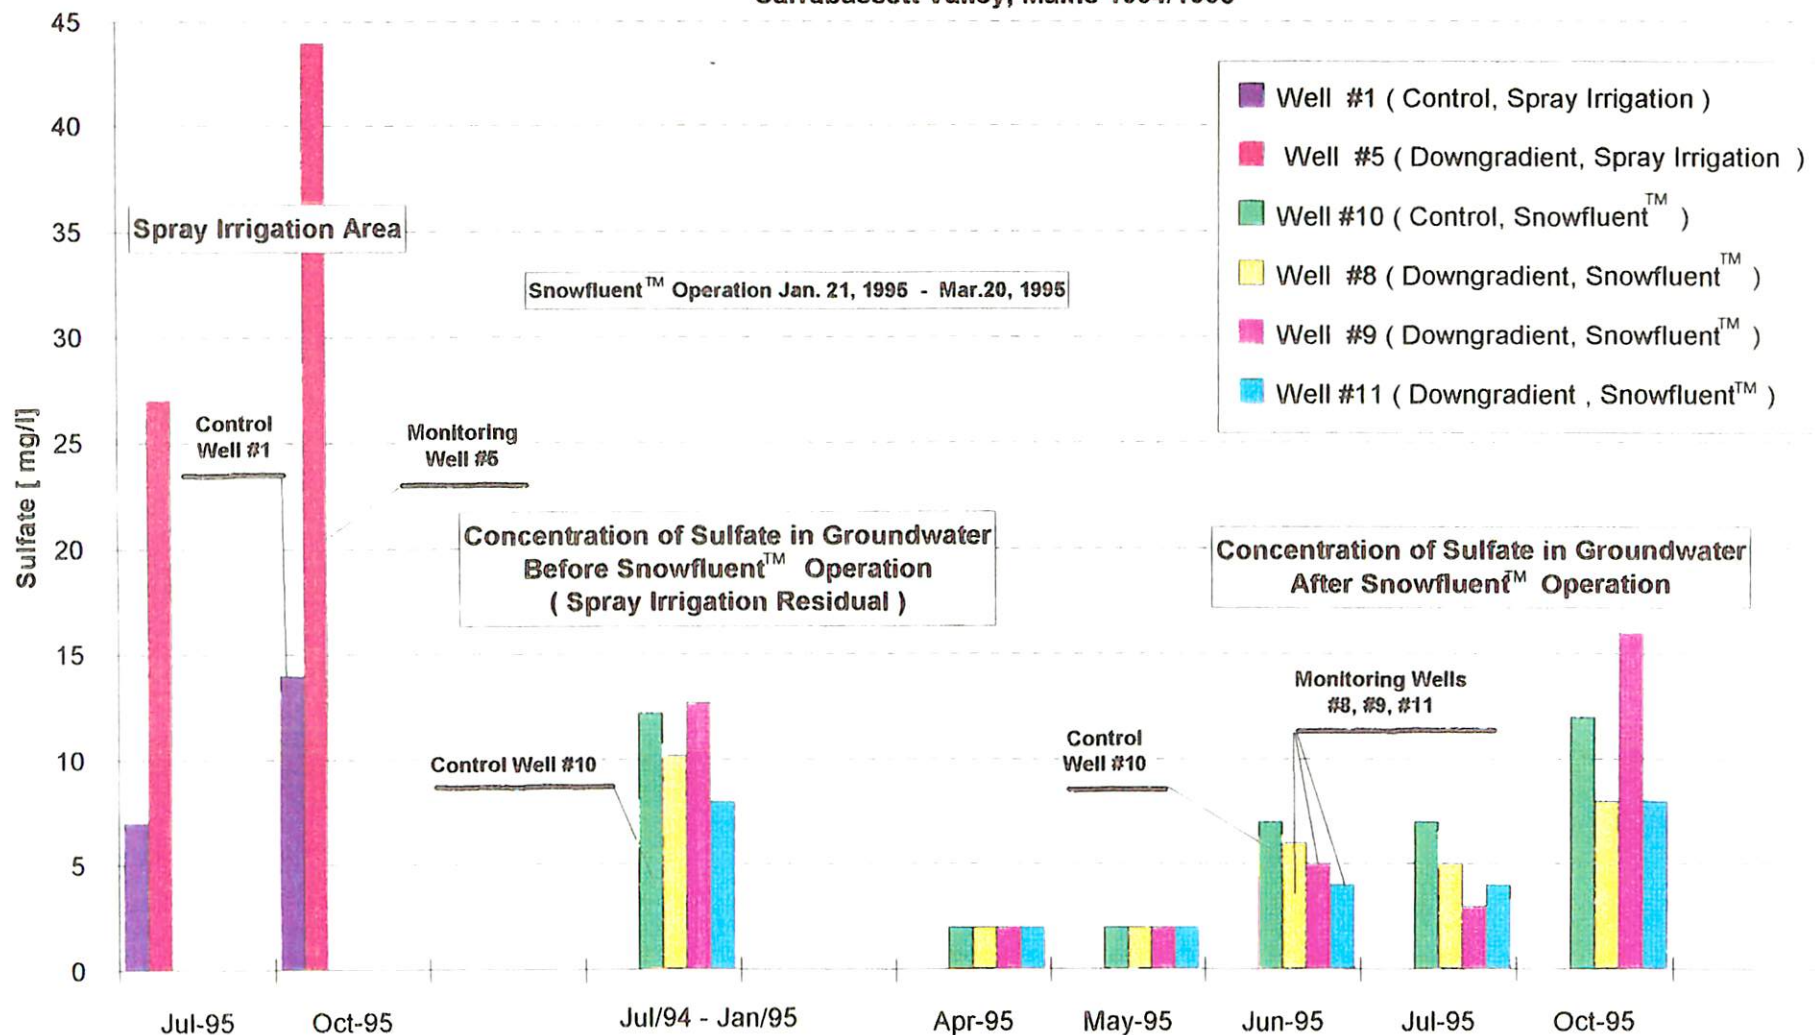 45
40
35
30
25
20
15
10
5
0
Sulfate [ mg/l]
Well #1 ( Control, Spray Irrigation )
Well #5 ( Downgradient, Spray Irrigation )
Well #10 ( Control, Snowfluent™ )
Well #8 ( Downgradient, Snowfluent™ )
Well #9 ( Downgradient, Snowfluent™ )
Well #11 ( Downgradient , Snowfluent™ )
Spray Irrigation Area
Snowfluent™ Operation Jan. 21, 1995 - Mar.20, 1995
Control
Well #1
Monitoring
Well #5
Concentration of Sulfate in Groundwater
Before Snowfluent™ Operation
( Spray Irrigation Residual )
Concentration of Sulfate in Groundwater
After Snowfluent™ Operation
Control Well #10
Control
Well #10
Monitoring Wells
#8, #9, #11
Jul-95
Oct-95
Jul/94 - Jan/95
Apr-95
May-95
Jun-95
Jul-95
Oct-95